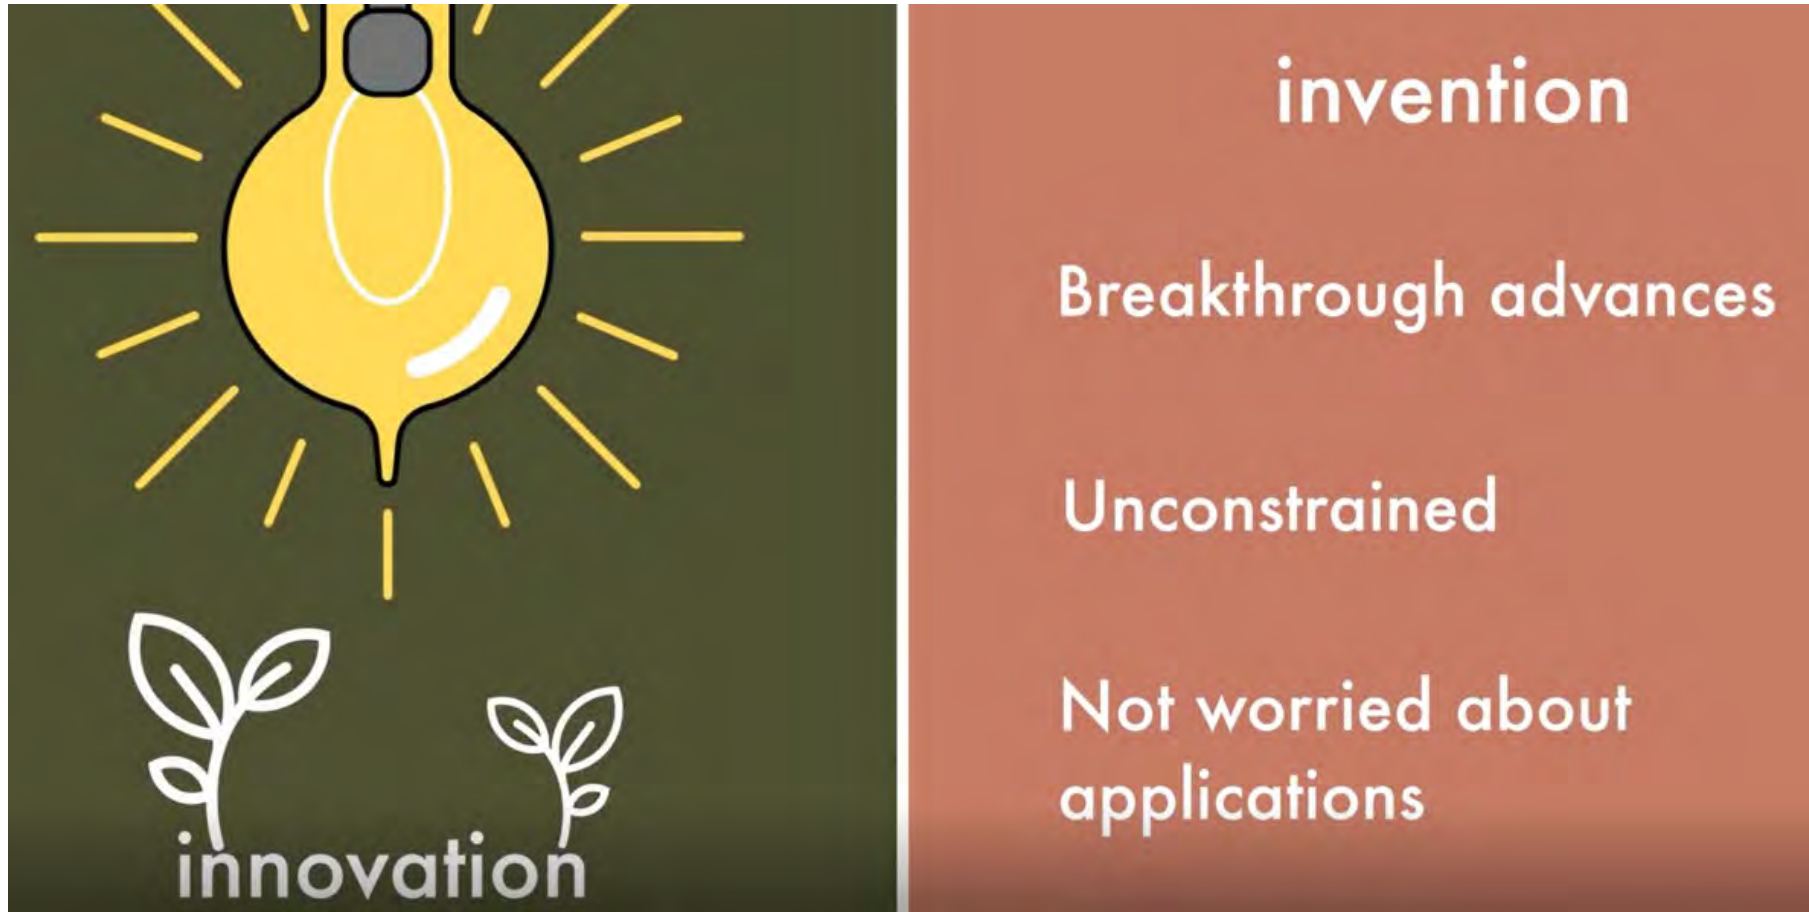 innovation
invention
Breakthrough advances
Unconstrained
Not worried about
applications